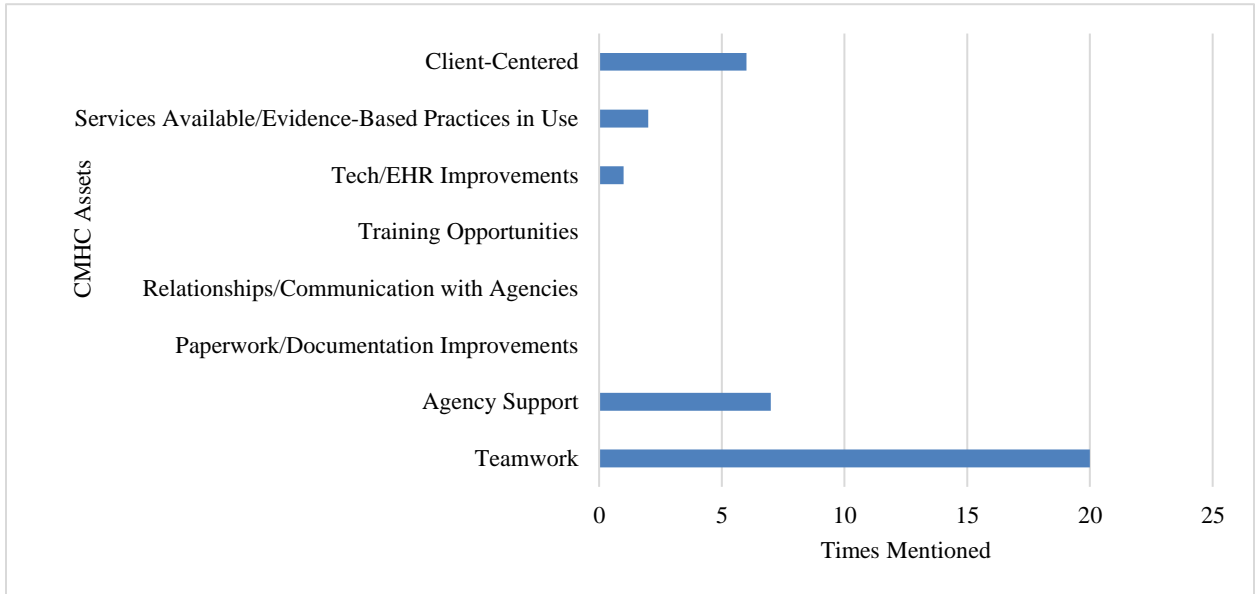 Client-Centered
Services Available/Evidence-Based Practices in Use
Tech/EHR Improvements
Training Opportunities
Relationships/Communication with Agencies
Paperwork/Documentation Improvements
Agency Support
Teamwork
CMHC Assets
0 5 10 15 20 25
Times Mentioned